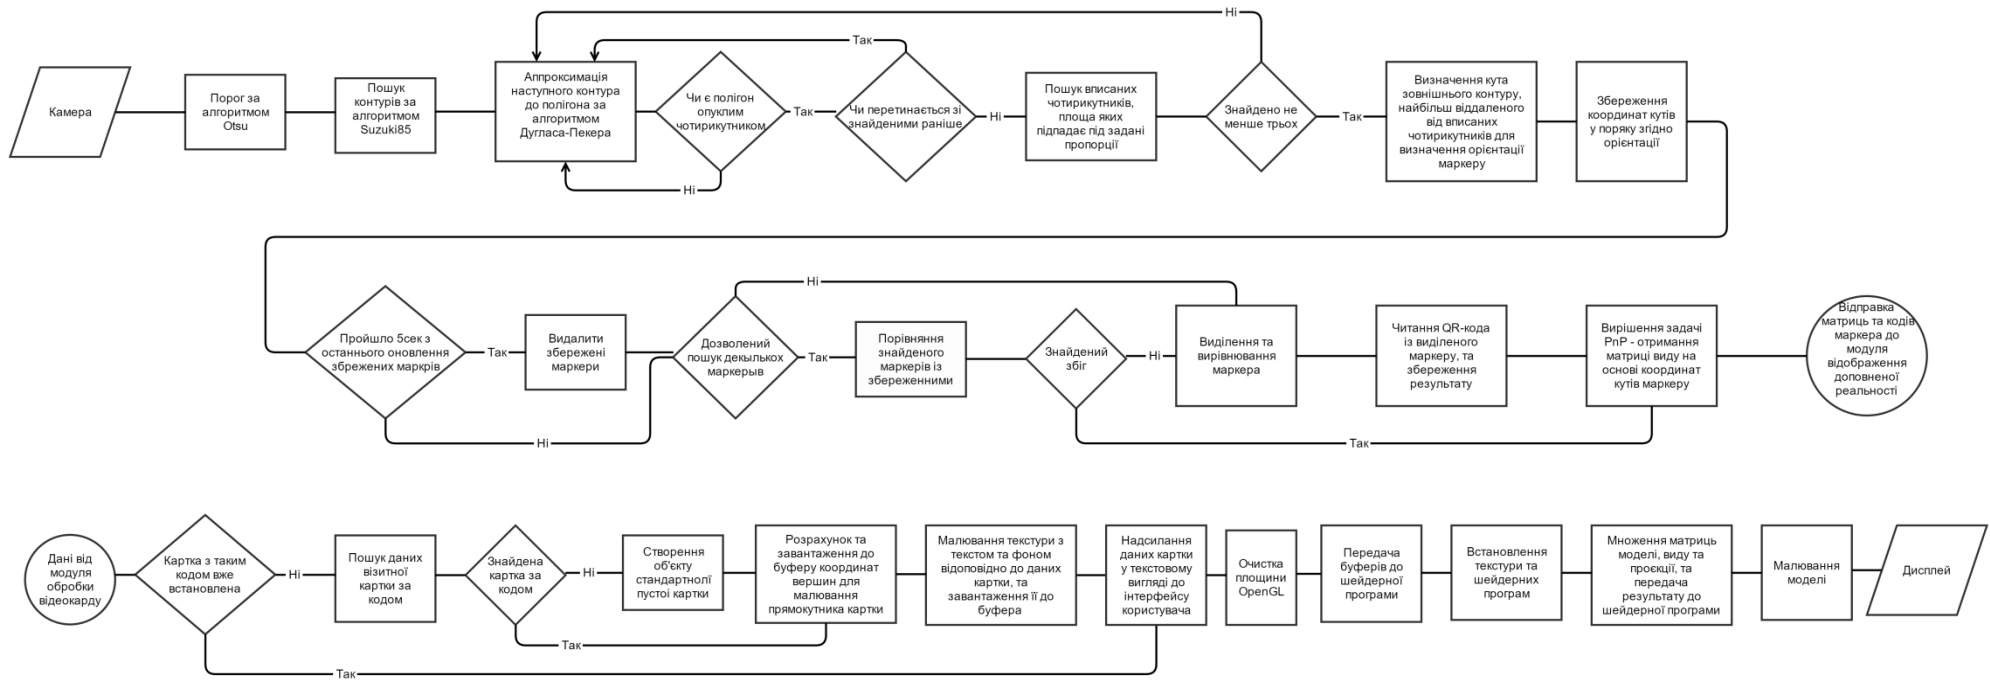 Камера
Порог за
алгоритмом
Otsu
Пошук
контурів за
алгоритмом
Suzuki85
Аппроксимація
наступного контура
до полігона за
алгоритмом
Дугласа-Пекера
Чи є полігон
опуклим
чотирикутником
Ні
Так
Чи перетинається зі
знайденими раніше
Так
Ні
Пошук вписаних
чотирикутників,
площа яких
підпадає під задані
пропорції
Знайдено не
менше трьох
Ні
Так
Визначення кута
зовнішнього контуру,
найбільш віддаленого
від вписаних
чотирикутників для
визначення орієнтації
маркеру
Збереження
координат кутів
у поряку згідно
орієнтації
Пройшло 5сек з
останнього оновлення
збрежених маркрів
Так
Ні
Видалити
збережені
маркери
Дозволений
пошук декылькох
маркерыв
Ні
Так
Порівняння
знайденого
маркерів із
збереженними
Знайдений
збіг
Ні
Так
Виділення та
вирівнювання
маркера
Читання QR-кода
із виділеного
маркеру, та
збереження
результату
Вирішення задачі
PnP - отримання
матриці виду на
основі координат
кутів маркеру
Відправка
матриць та кодів
маркера до
модуля
відображення
доповненої
реальності
Дані від
модуля
обробки
відеокарду
Картка з таким
кодом вже
встановлена
Ні
Так
Пошук даних
візитної
картки за
кодом
Знайдена
картка за
кодом
Ні
Так
Створення
об'єкту
стандартнолї
пустоі картки
Розрахунок та
завантаження до
буферу координат
вершин для
малювання
прямокутника картки
Малювання текстури з
текстом та фоном
відоповідно до даних
картки, та
завантаження її до
буфера
Надсилання
даних картки
у текстовому
вигляді до
інтерфейсу
користувача
Очистка
площини
OpenGL
Передача
буферів до
шейдерної
програми
Встановлення
текстури та
шейдерних
програм
Множення матриць
моделі, виду та
проєкції, та
передача
результату до
шейдерної програми
Малювання
моделі
Дисплей